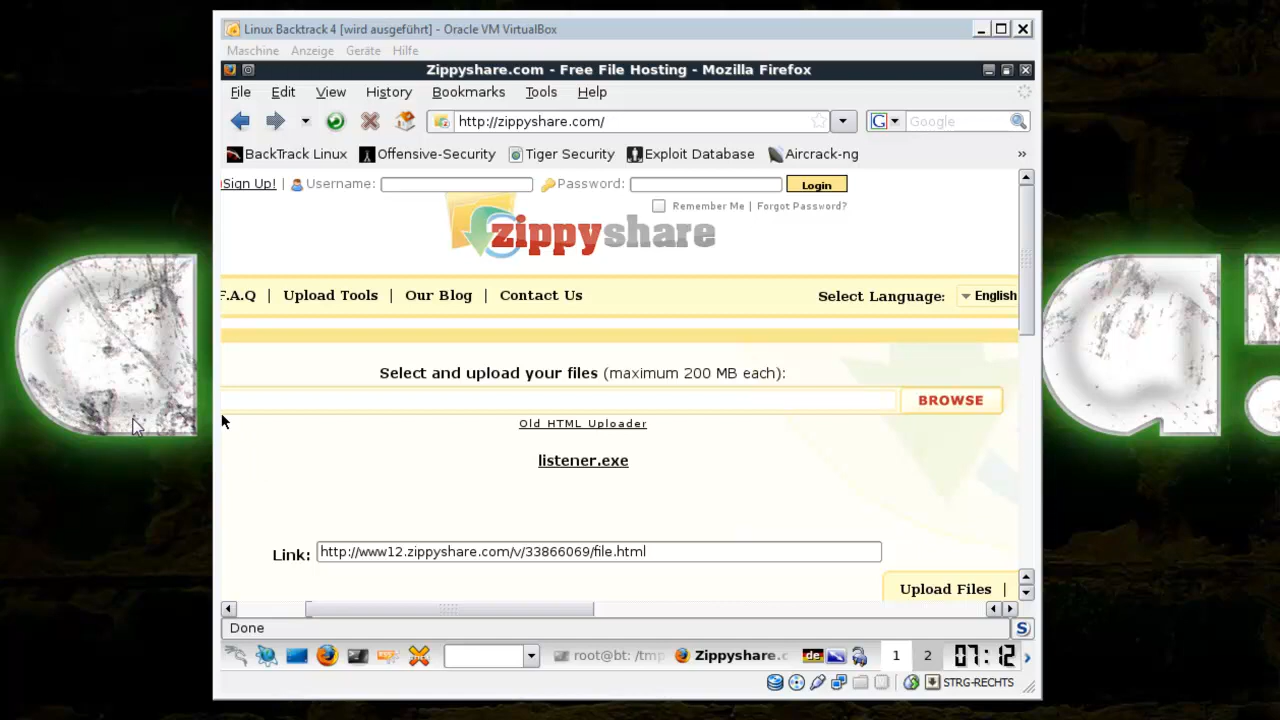 Linux Backtrack 4 [wird ausgeführt] - Oracle VM VirtualBox
Maschine Anzeige Geräte Hilfe
Zippyshare.com - Free File Hosting - Mozilla Firefox
File Edit View History Bookmarks Tools Help
http://zippyshare.com/ Google
BackTrack Linux Offensive-Security Tiger Security Exploit Database Aircrack-ng »
Sign Up! | Username: Password: Login
Remember Me | Forgot Password?
zippyshare
F.A.Q | Upload Tools | Our Blog | Contact Us Select Language: English
Select and upload your files (maximum 200 MB each):
BROWSE
Old HTML Uploader
listener.exe
Link: http://www12.zippyshare.com/v/33866069/file.html
Upload Files |
Done
root@bt: /tmp Zippyshare.c de 1 2 07:12
STRG-RECHTS